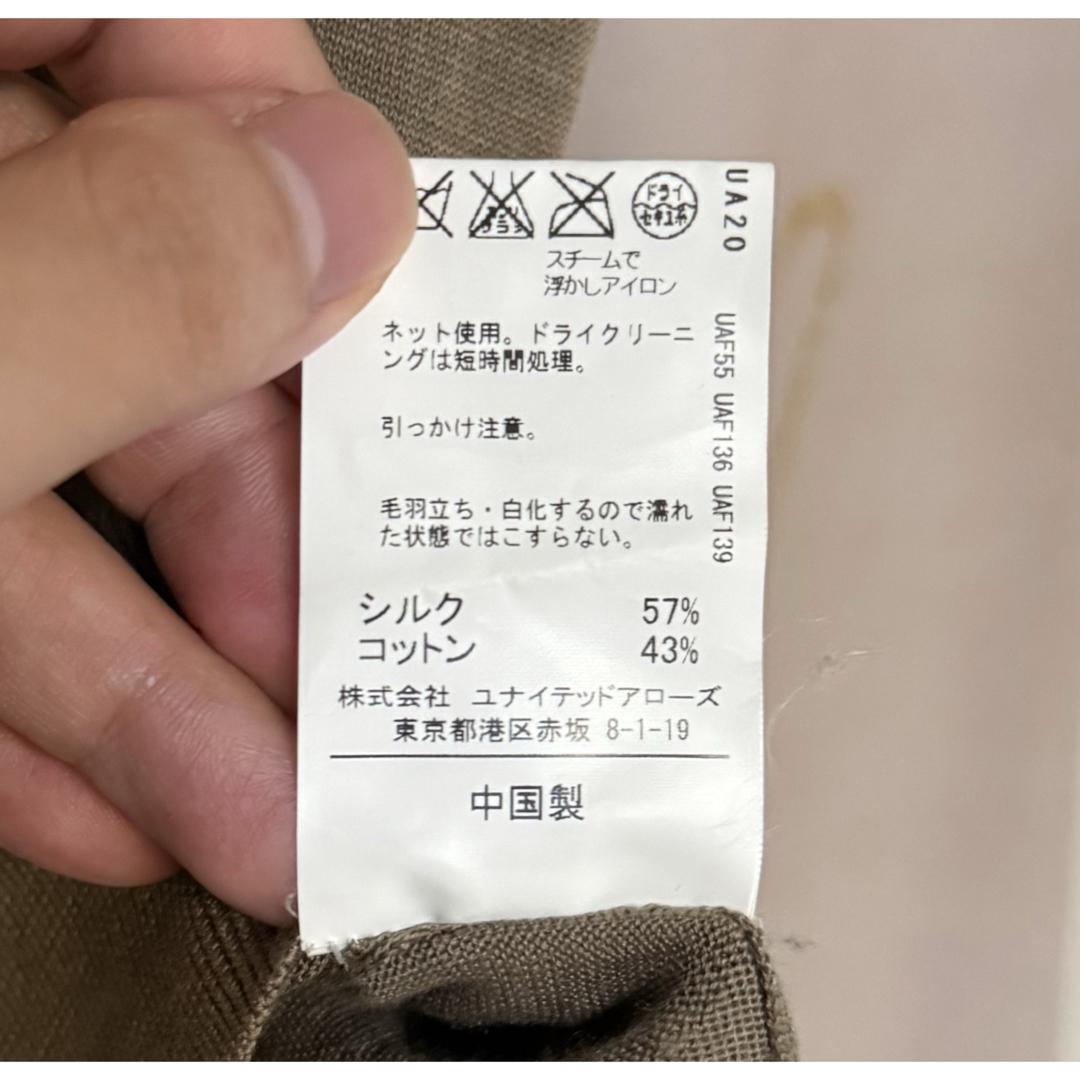 ドライ
セキユ系
UA20
スチームで
浮かしアイロン
ネット使用。ドライクリーニ
ングは短時間処理。
引っかけ注意。
毛羽立ち・白化するので濡れ
た状態ではこすらない。
UAF55 UAF136 UAF139
シルク 57%
コットン 43%
株式会社 ユナイテッドアローズ
東京都港区赤坂 8-1-19
中国製